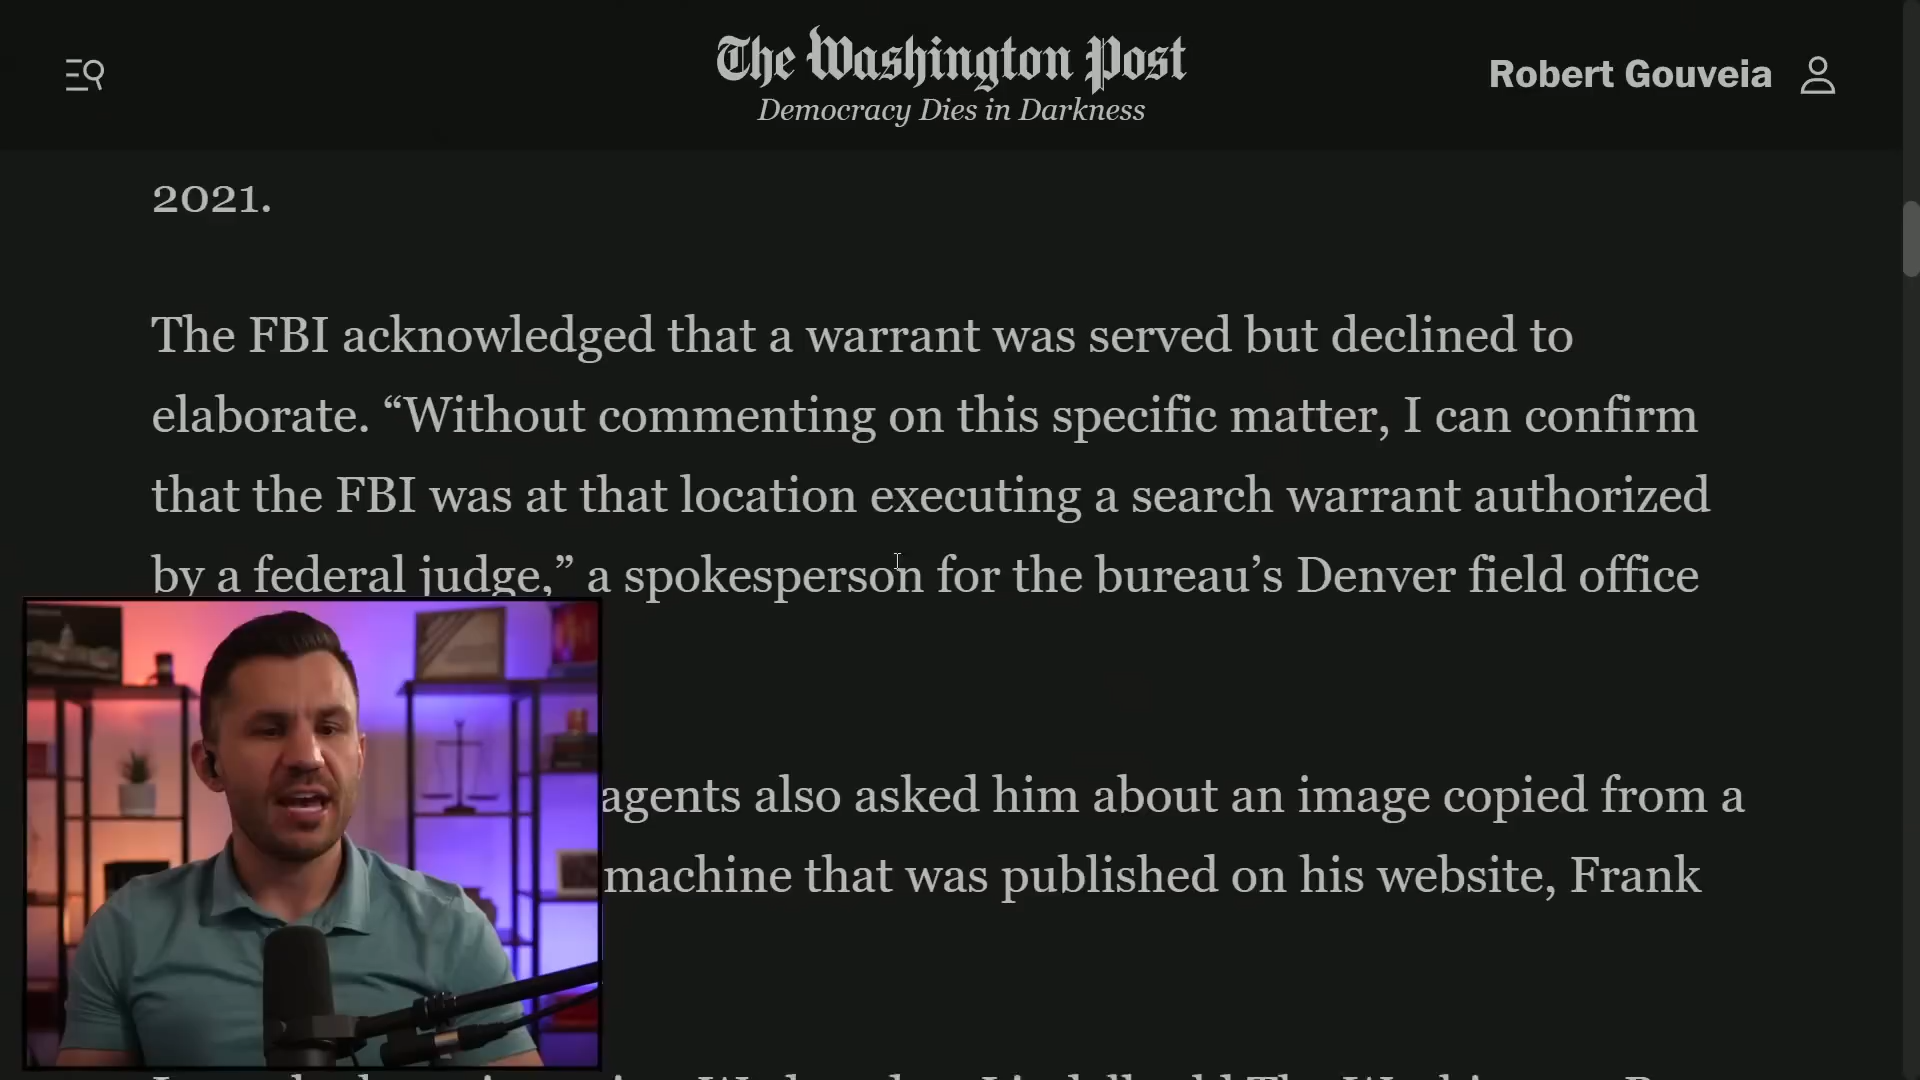 The Washington Post
Democracy Dies in Darkness
Robert Gouveia
2021.
The FBI acknowledged that a warrant was served but declined to
elaborate. “Without commenting on this specific matter, I can confirm
that the FBI was at that location executing a search warrant authorized
by a federal judge,” a spokesperson for the bureau’s Denver field office
agents also asked him about an image copied from a
machine that was published on his website, Frank